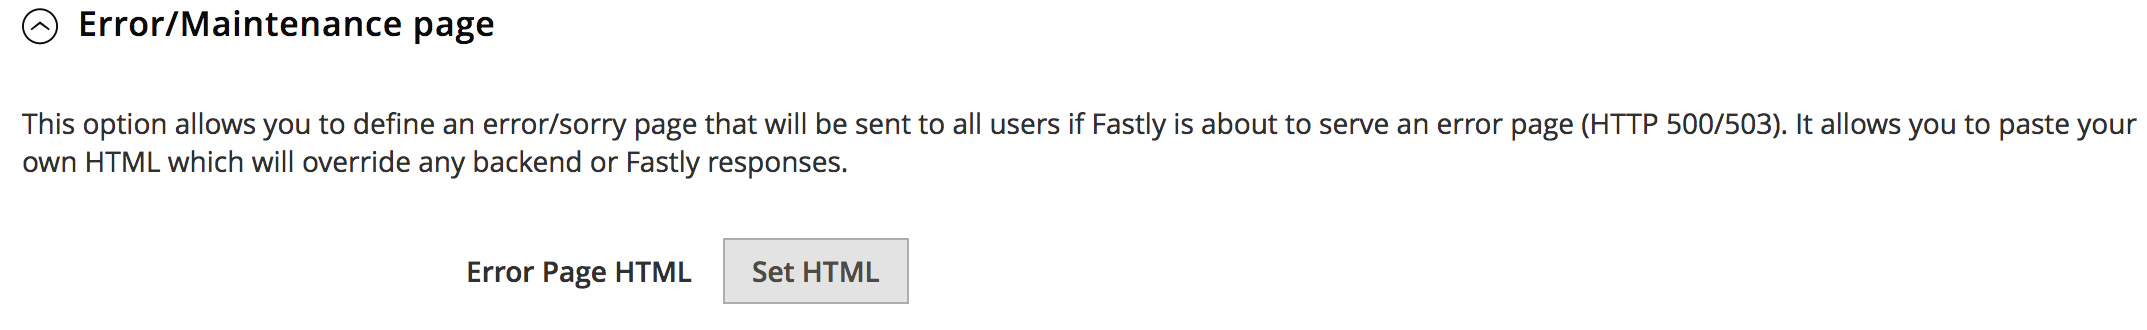 Error/Maintenance page
This option allows you to define an error/sorry page that will be sent to all users if Fastly is about to serve an error page (HTTP 500/503). It allows you to paste your
own HTML which will override any backend or Fastly responses.
Error Page HTML Set HTML